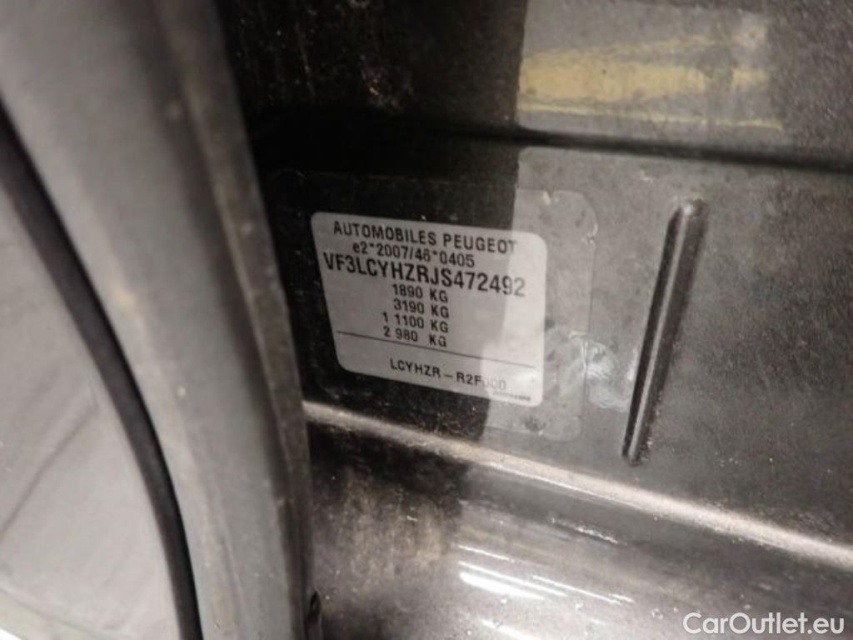 AUTOMOBILES PEUGEOT
e2*2007/46*0405
VF3LCYHZRJS472492
1890 KG
3190 KG
1 1100 KG
2 980 KG
LCYHZR - R2F000
CarOutlet.eu